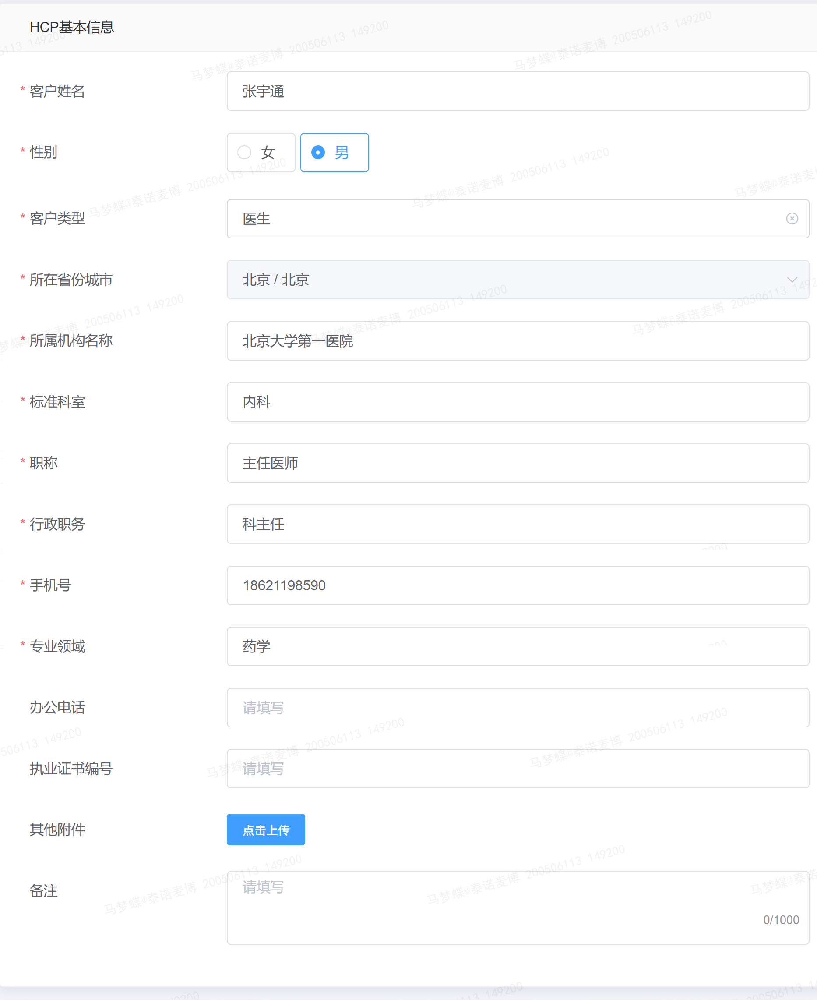 HCP基本信息
* 客户姓名 张宇通
* 性别 女 男
* 客户类型 医生
* 所在省份城市 北京 / 北京
* 所属机构名称 北京大学第一医院
* 标准科室 内科
* 职称 主任医师
* 行政职务 科主任
* 手机号 18621198590
* 专业领域 药学
办公电话 请填写
执业证书编号 请填写
其他附件 点击上传
备注 请填写
0/1000
马梦蝶@泰诺麦博 200506113 149200